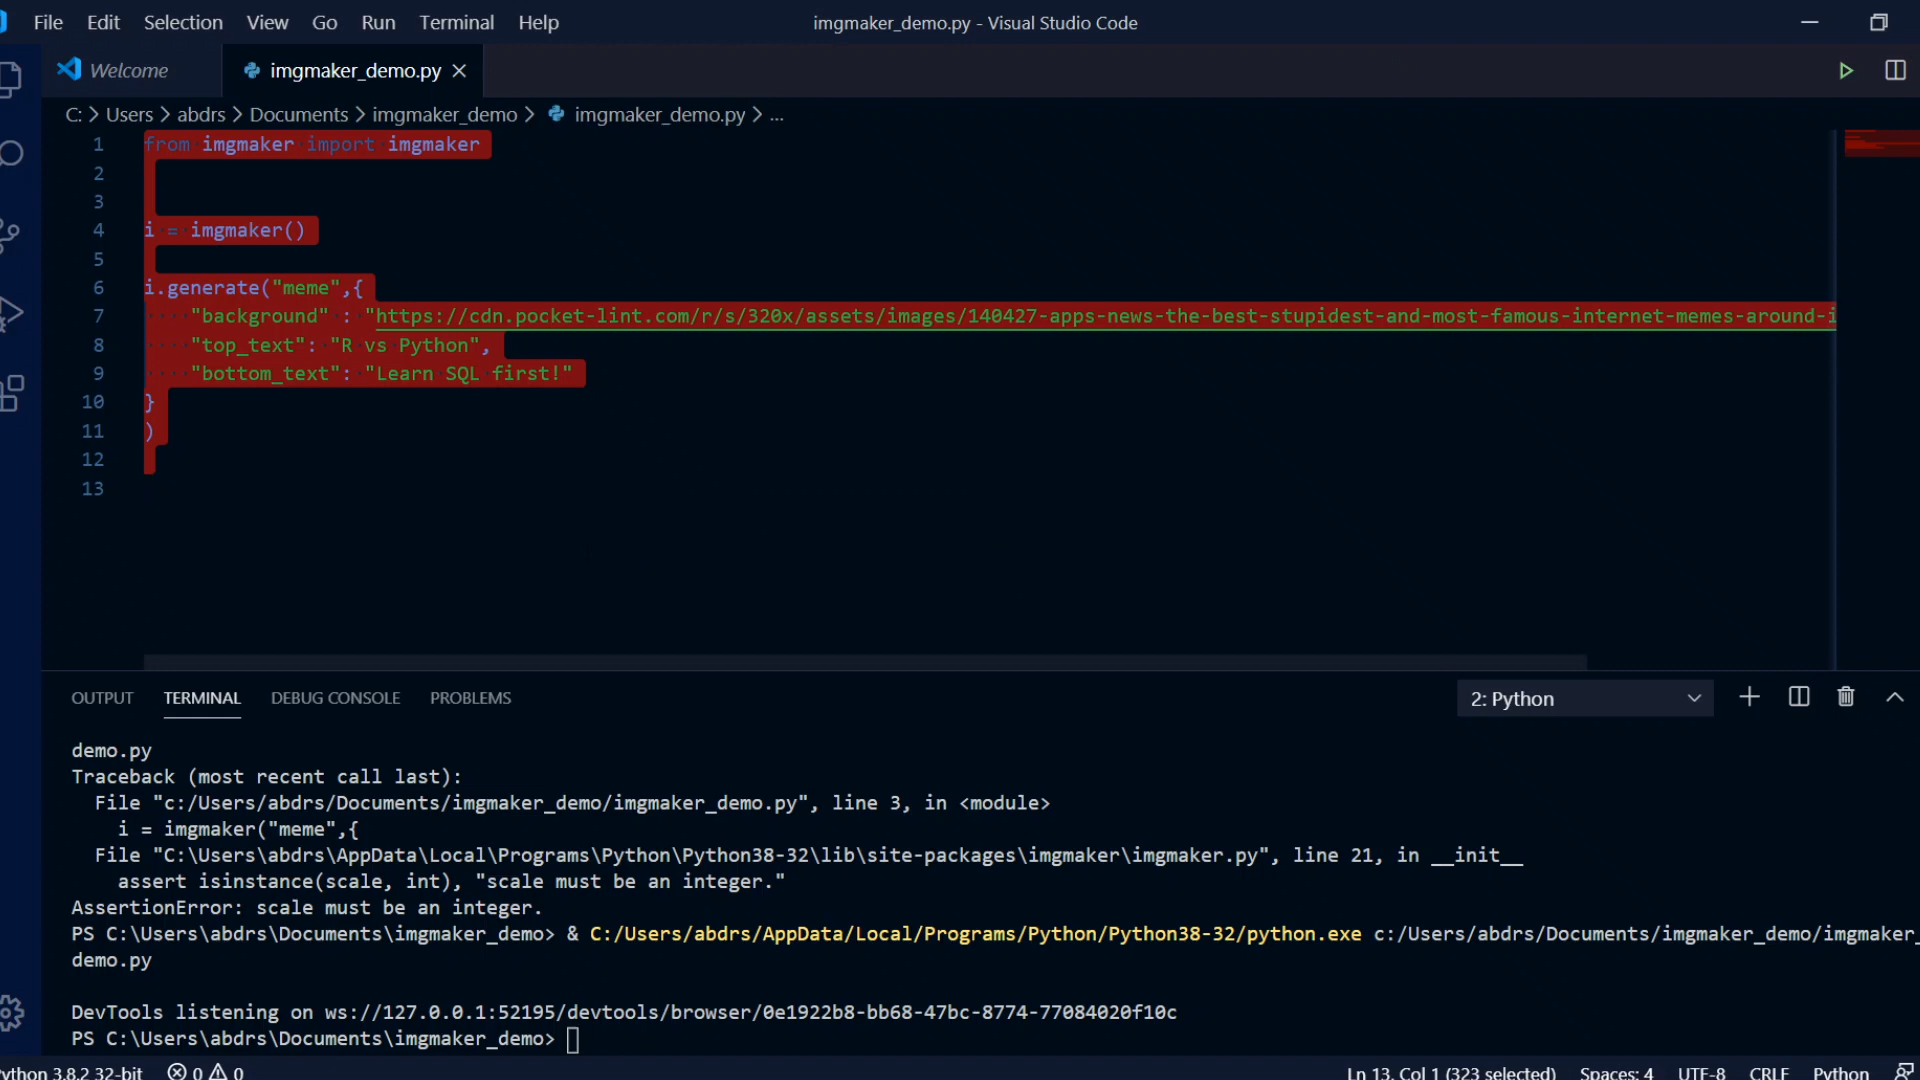 File Edit Selection View Go Run Terminal Help imgmaker_demo.py - Visual Studio Code
Welcome imgmaker_demo.py
C: > Users > abdrs > Documents > imgmaker_demo > imgmaker_demo.py > ...
1 from imgmaker import imgmaker
2
3
4 i = imgmaker()
5
6 i.generate("meme",{
7 "background" : "https://cdn.pocket-lint.com/r/s/320x/assets/images/140427-apps-news-the-best-stupidest-and-most-famous-internet-memes-around-i
8 "top_text": "R vs Python",
9 "bottom_text": "Learn SQL first!"
10 }
11 )
12
13
OUTPUT TERMINAL DEBUG CONSOLE PROBLEMS 2: Python
demo.py
Traceback (most recent call last):
File "c:/Users/abdrs/Documents/imgmaker_demo/imgmaker_demo.py", line 3, in <module>
i = imgmaker("meme",{
File "C:\Users\abdrs\AppData\Local\Programs\Python\Python38-32\lib\site-packages\imgmaker\imgmaker.py", line 21, in __init__
assert isinstance(scale, int), "scale must be an integer."
AssertionError: scale must be an integer.
PS C:\Users\abdrs\Documents\imgmaker_demo> & C:/Users/abdrs/AppData/Local/Programs/Python/Python38-32/python.exe c:/Users/abdrs/Documents/imgmaker_demo/imgmaker_
demo.py
DevTools listening on ws://127.0.0.1:52195/devtools/browser/0e1922b8-bb68-47bc-8774-77084020f10c
PS C:\Users\abdrs\Documents\imgmaker_demo>
ython 3.8.2 32-bit 0 0 Ln 13, Col 1 (323 selected) Spaces: 4 UTF-8 CRLF Python